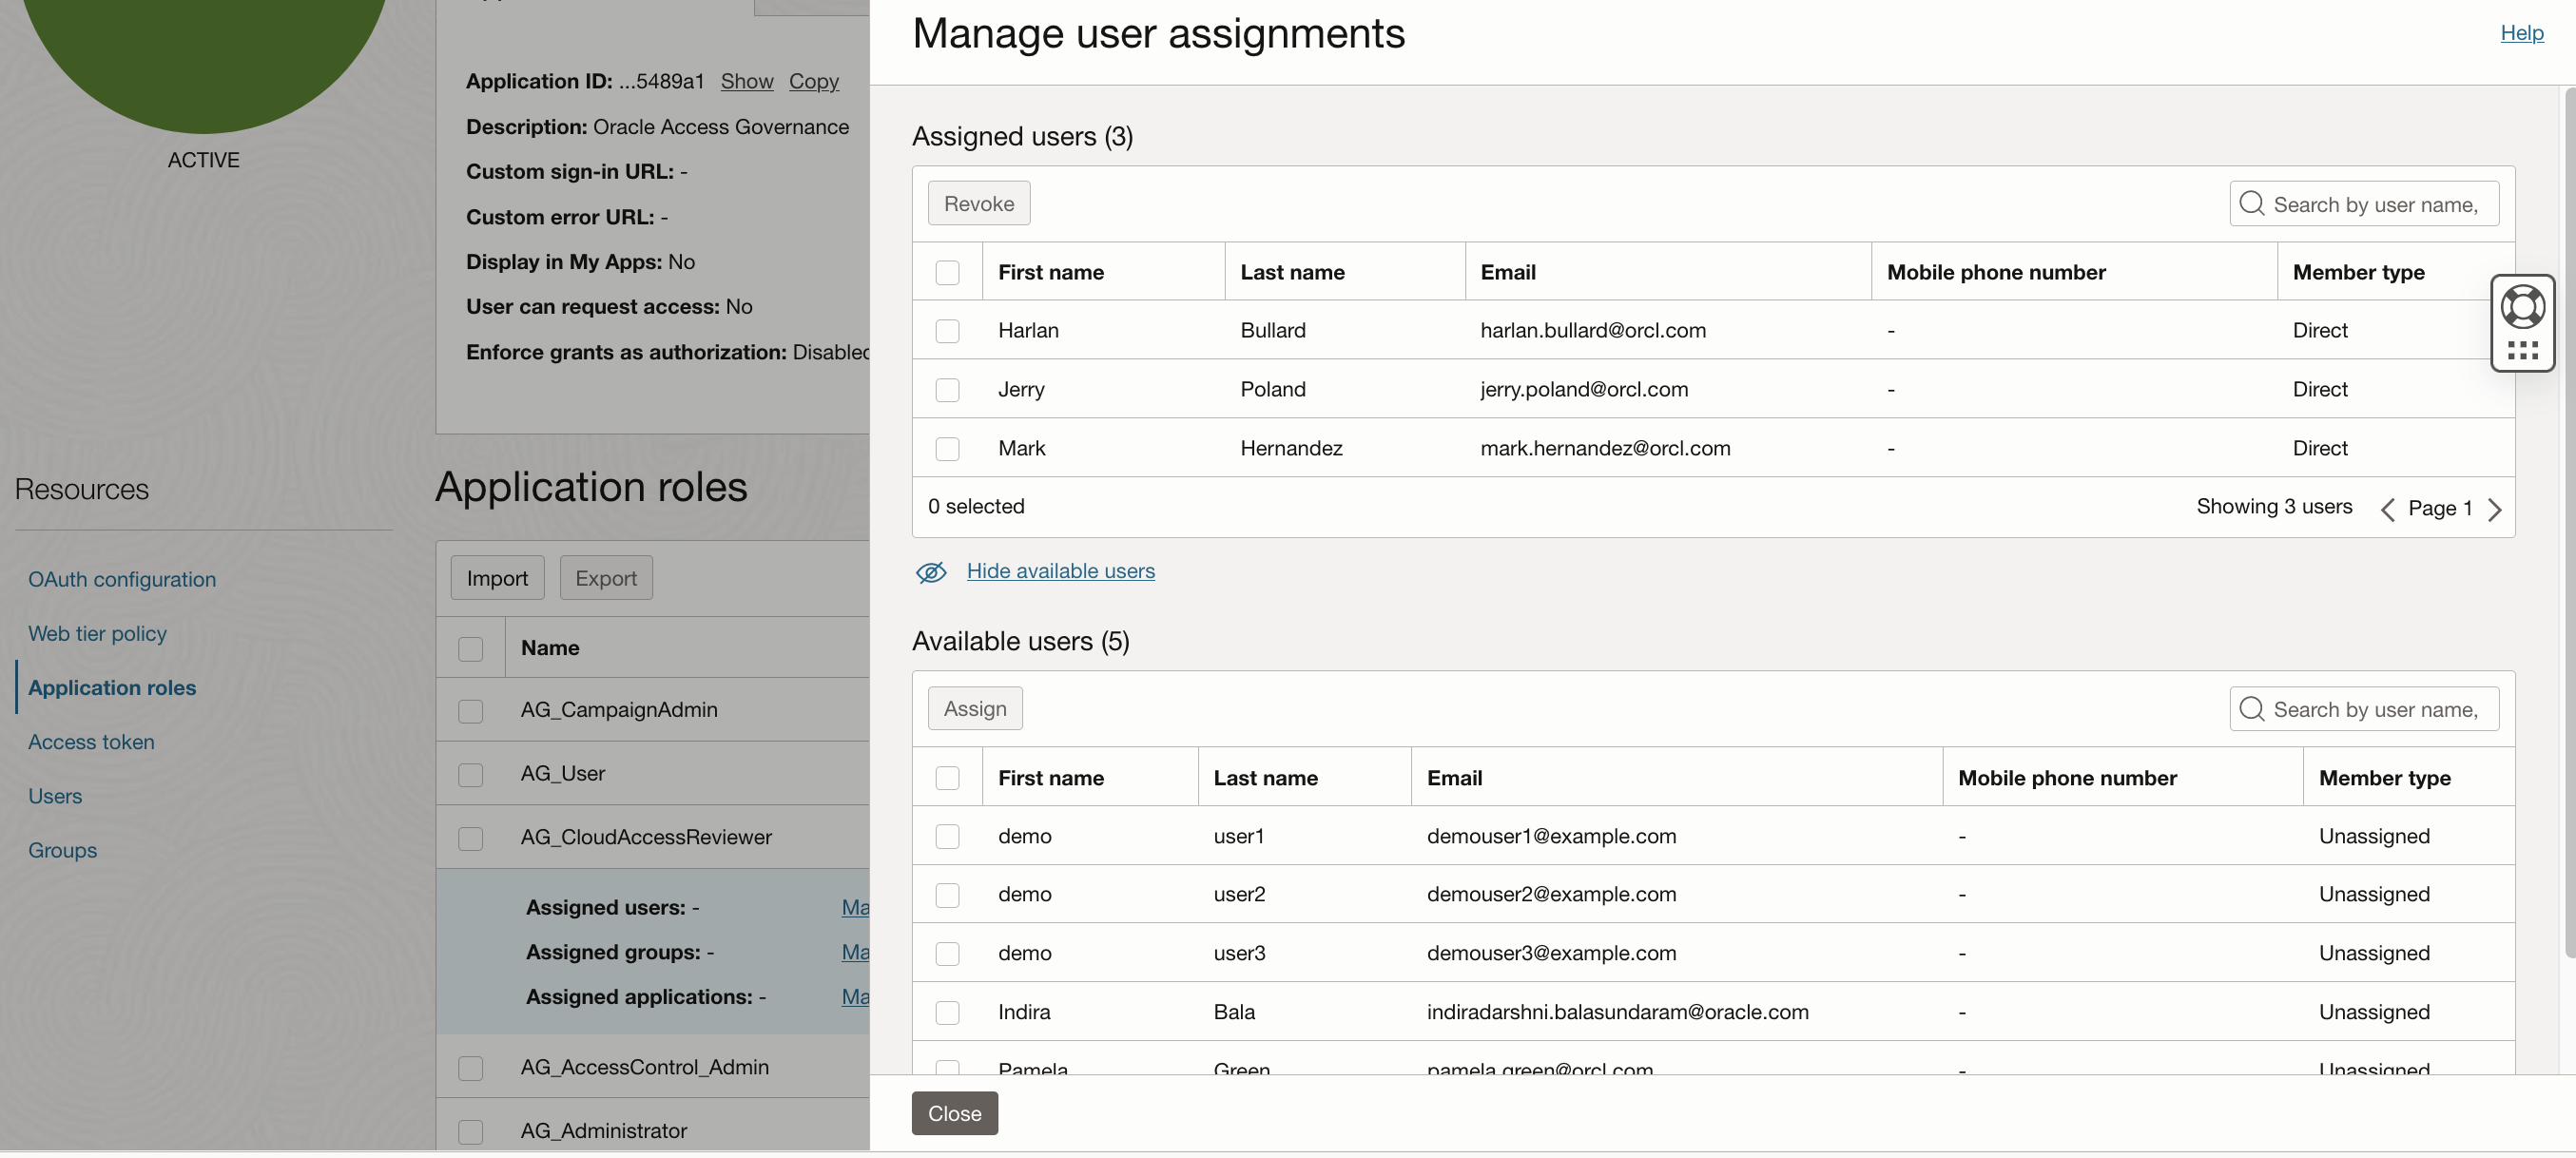 ACTIVE
Application ID: ...5489a1 Show Copy
Description: Oracle Access Governance
Custom sign-in URL: -
Custom error URL: -
Display in My Apps: No
User can request access: No
Enforce grants as authorization: Disabled
Resources
OAuth configuration
Web tier policy
Application roles
Access token
Users
Groups
Application roles
Import Export
Name
AG_CampaignAdmin
AG_User
AG_CloudAccessReviewer
Assigned users: - Ma
Assigned groups: - Ma
Assigned applications: - Ma
AG_AccessControl_Admin
AG_Administrator
Manage user assignments Help
Assigned users (3)
Revoke Search by user name,
First name Last name Email Mobile phone number Member type
Harlan Bullard harlan.bullard@orcl.com - Direct
Jerry Poland jerry.poland@orcl.com - Direct
Mark Hernandez mark.hernandez@orcl.com - Direct
0 selected Showing 3 users Page 1
Hide available users
Available users (5)
Assign Search by user name,
First name Last name Email Mobile phone number Member type
demo user1 demouser1@example.com - Unassigned
demo user2 demouser2@example.com - Unassigned
demo user3 demouser3@example.com - Unassigned
Indira Bala indiradarshni.balasundaram@oracle.com - Unassigned
Pamela Green pamela.green@orcl.com - Unassigned
Close